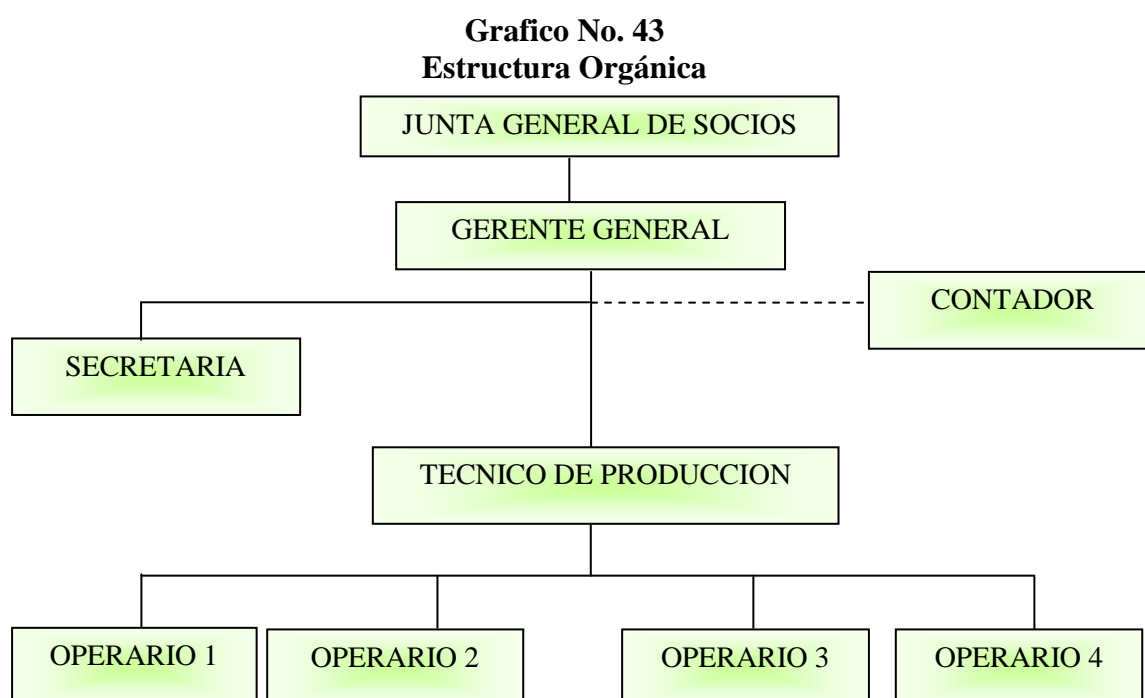 Grafico No. 43
Estructura Orgánica
JUNTA GENERAL DE SOCIOS
GERENTE GENERAL
CONTADOR
SECRETARIA
TECNICO DE PRODUCCION
OPERARIO 1
OPERARIO 2
OPERARIO 3
OPERARIO 4